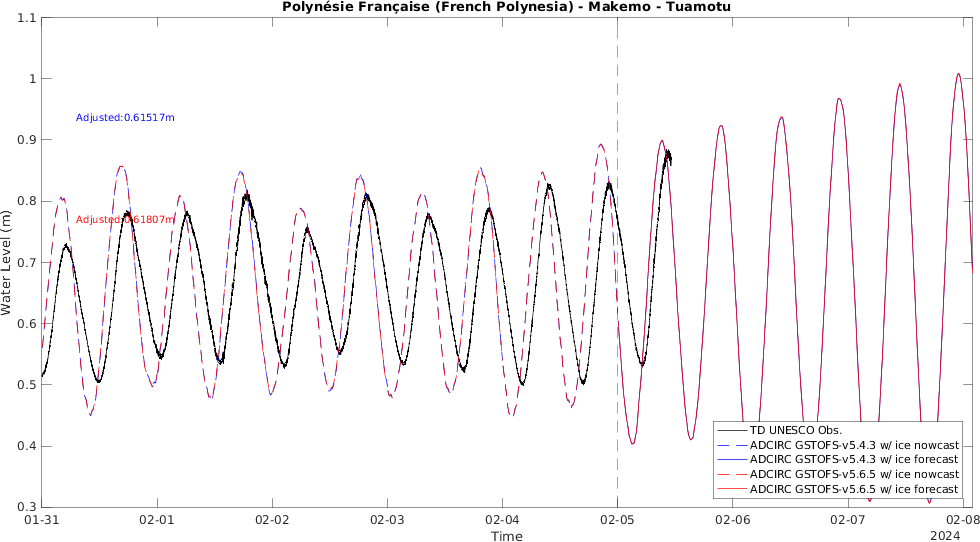 Polynésie Française (French Polynesia) - Makemo - Tuamotu
1.1
1
0.9
0.8
0.7
0.6
0.5
0.4
0.3
Water Level (m)
Adjusted:0.61517m
Adjusted:0.61807m
TD UNESCO Obs.
ADCIRC GSTOFS-v5.4.3 w/ ice nowcast
ADCIRC GSTOFS-v5.4.3 w/ ice forecast
ADCIRC GSTOFS-v5.6.5 w/ ice nowcast
ADCIRC GSTOFS-v5.6.5 w/ ice forecast
01-31 02-01 02-02 02-03 02-04 02-05 02-06 02-07 02-08
Time
2024